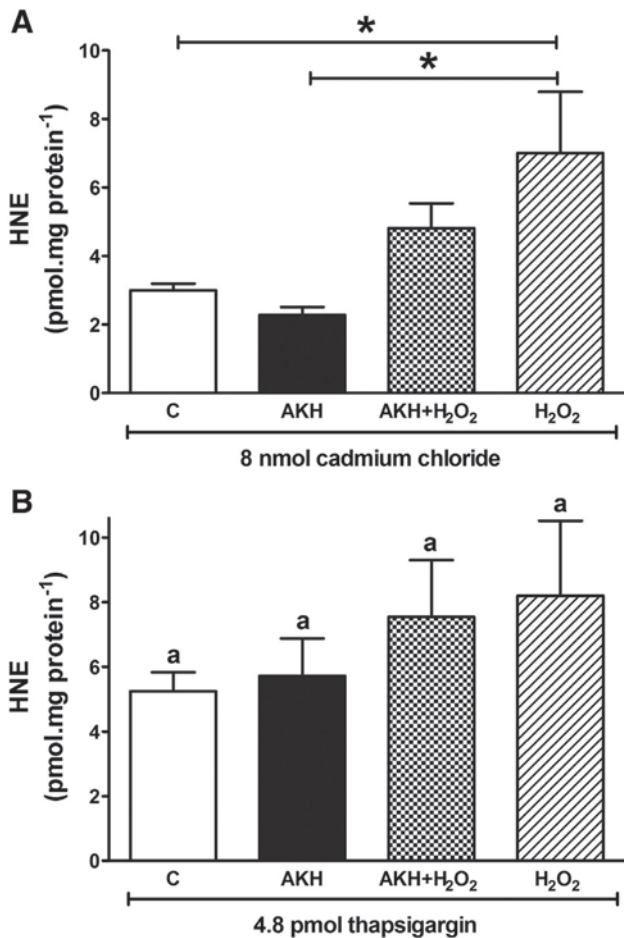 A
*
*
10
8
6
4
2
0
HNE
(pmol.mg protein⁻¹)
C AKH AKH+H₂O₂ H₂O₂
8 nmol cadmium chloride
B
10
8
6
4
2
0
HNE
(pmol.mg protein⁻¹)
a a a a
C AKH AKH+H₂O₂ H₂O₂
4.8 pmol thapsigargin